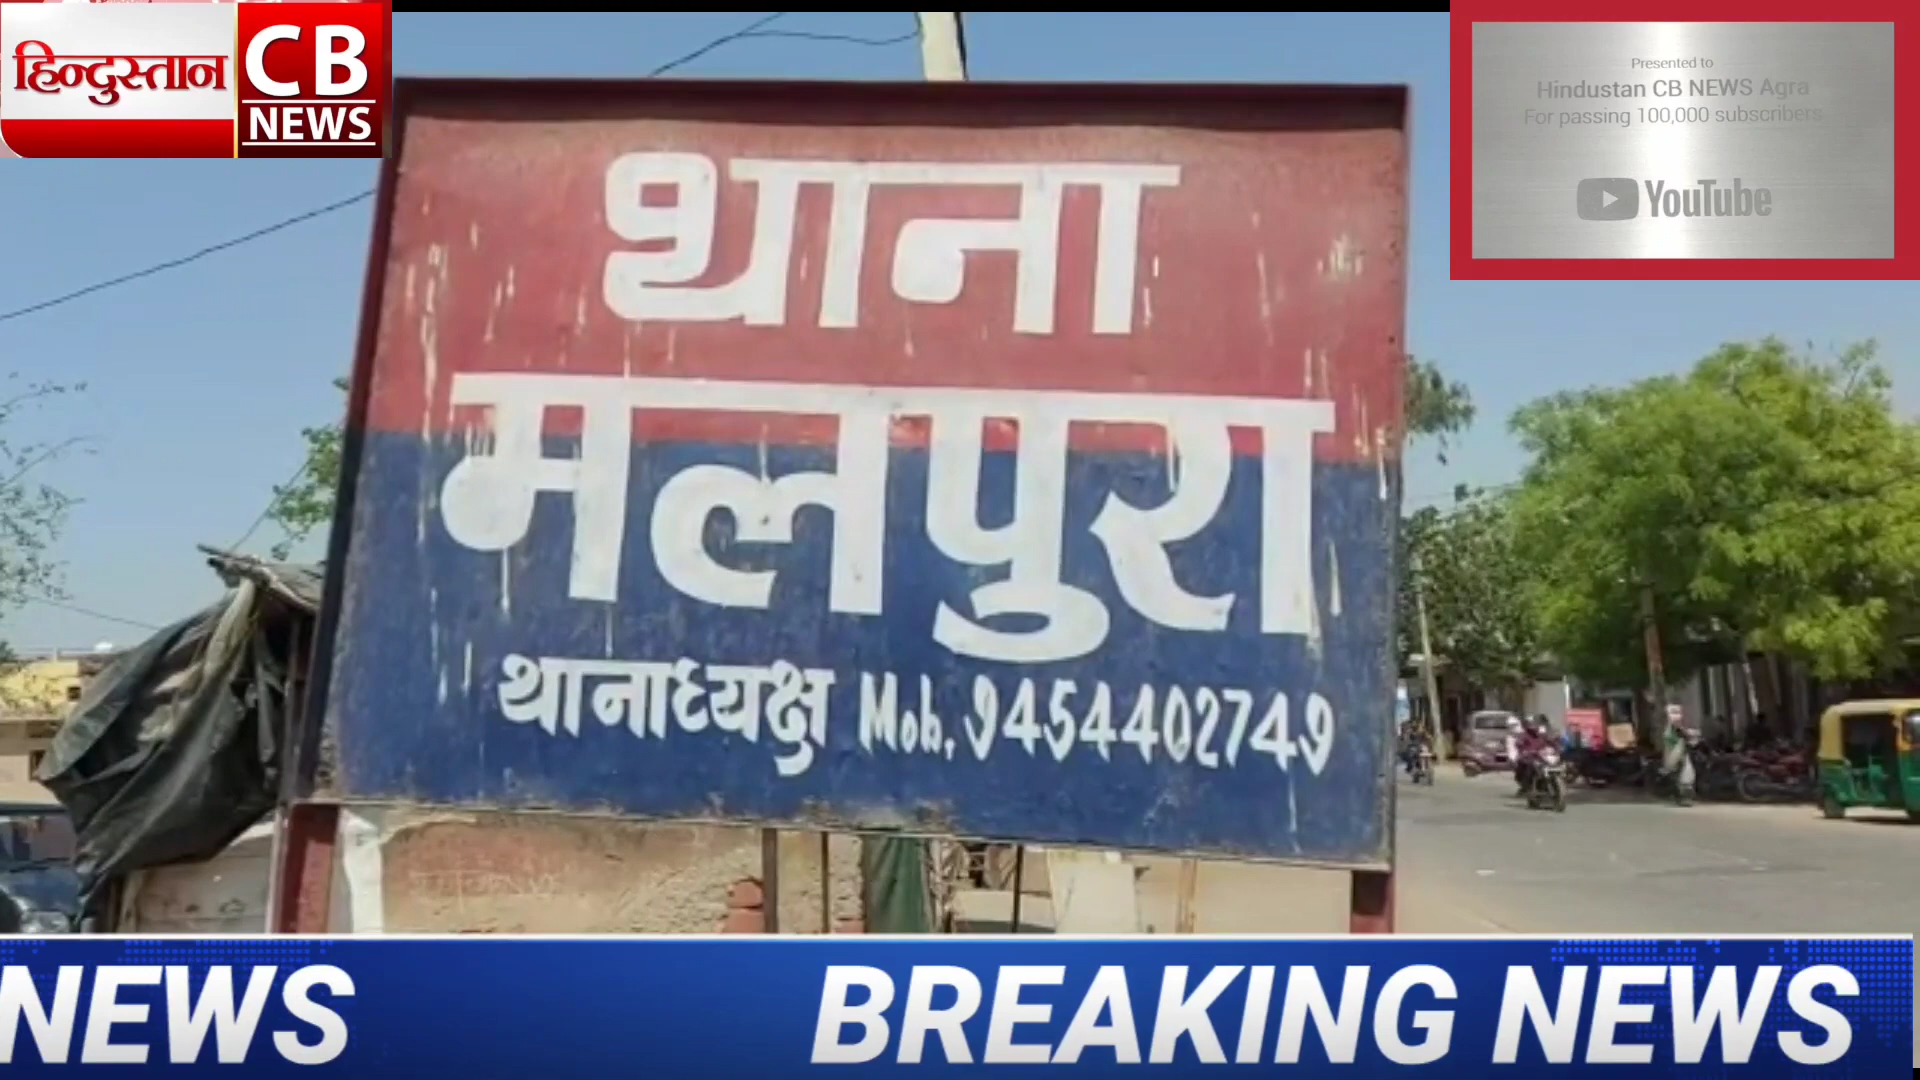 हिन्दुस्तान
CB
NEWS
Presented to
Hindustan CB NEWS Agra
For passing 100,000 subscribers
YouTube
थाना
मलपुरा
थानाध्यक्ष Mob. 9454402749
NEWS BREAKING NEWS